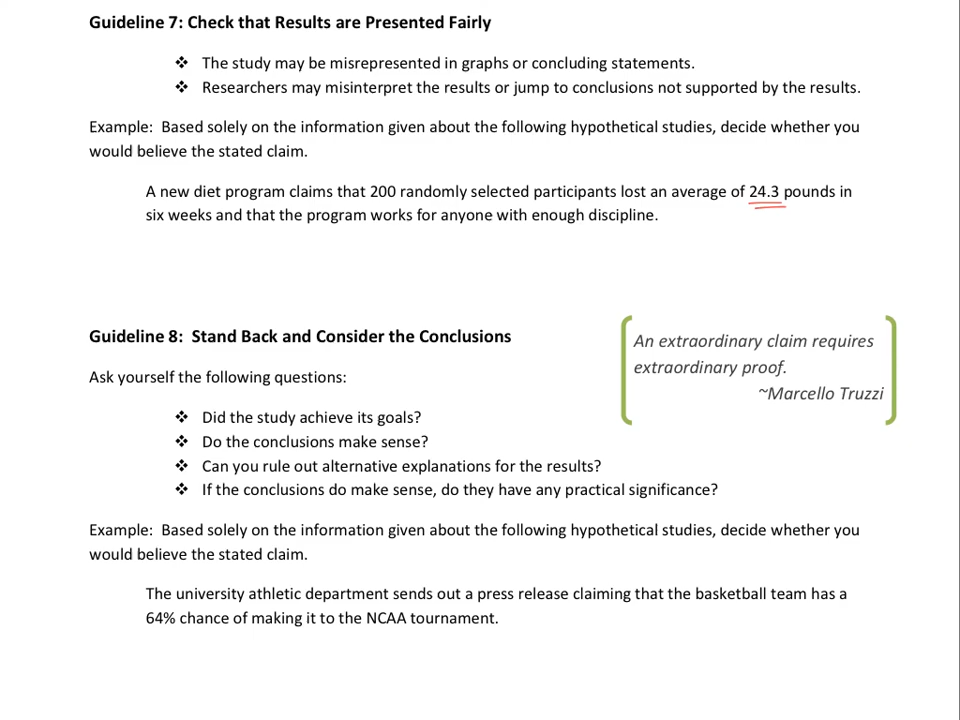 Guideline 7: Check that Results are Presented Fairly
❖ The study may be misrepresented in graphs or concluding statements.
❖ Researchers may misinterpret the results or jump to conclusions not supported by the results.
Example:  Based solely on the information given about the following hypothetical studies, decide whether you
would believe the stated claim.
A new diet program claims that 200 randomly selected participants lost an average of 24.3 pounds in
six weeks and that the program works for anyone with enough discipline.
Guideline 8:  Stand Back and Consider the Conclusions
An extraordinary claim requires
extraordinary proof.
~Marcello Truzzi
Ask yourself the following questions:
❖ Did the study achieve its goals?
❖ Do the conclusions make sense?
❖ Can you rule out alternative explanations for the results?
❖ If the conclusions do make sense, do they have any practical significance?
Example:  Based solely on the information given about the following hypothetical studies, decide whether you
would believe the stated claim.
The university athletic department sends out a press release claiming that the basketball team has a
64% chance of making it to the NCAA tournament.